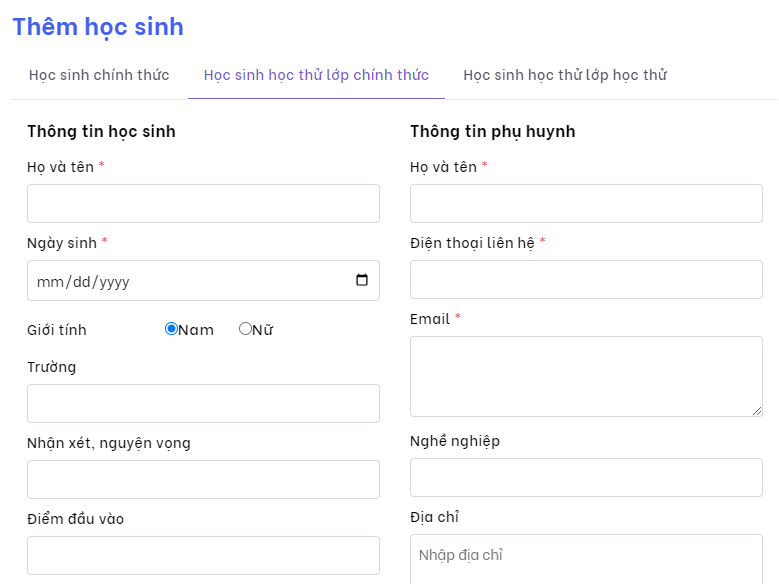 Thêm học sinh
Học sinh chính thức
Học sinh học thử lớp chính thức
Học sinh học thử lớp học thử
Thông tin học sinh
Họ và tên *
Ngày sinh *
mm/dd/yyyy
Giới tính
Nam
Nữ
Trường
Nhận xét, nguyện vọng
Điểm đầu vào
Thông tin phụ huynh
Họ và tên *
Điện thoại liên hệ *
Email *
Nghề nghiệp
Địa chỉ
Nhập địa chỉ